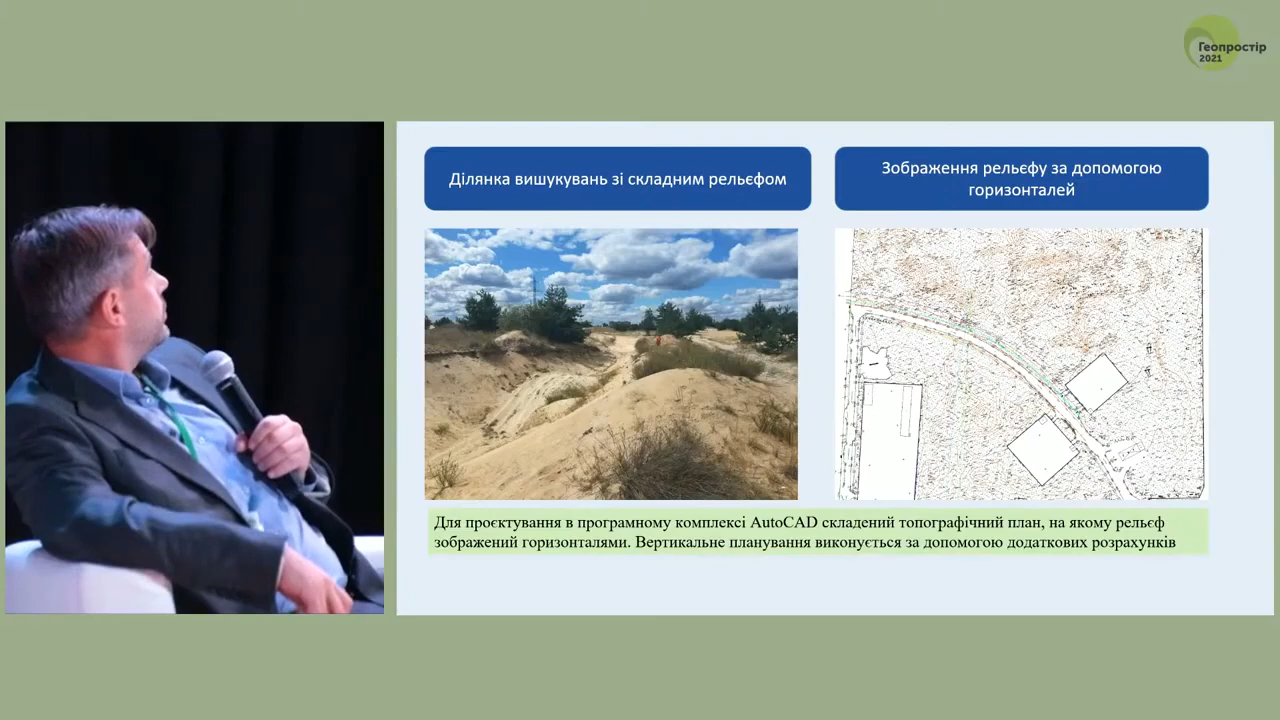 Геопростір
2021
Ділянка вишукувань зі складним рельєфом
Зображення рельєфу за допомогою
горизонталей
Для проєктування в програмному комплексі AutoCAD складений топографічний план, на якому рельєф
зображений горизонталями. Вертикальне планування виконується за допомогою додаткових розрахунків